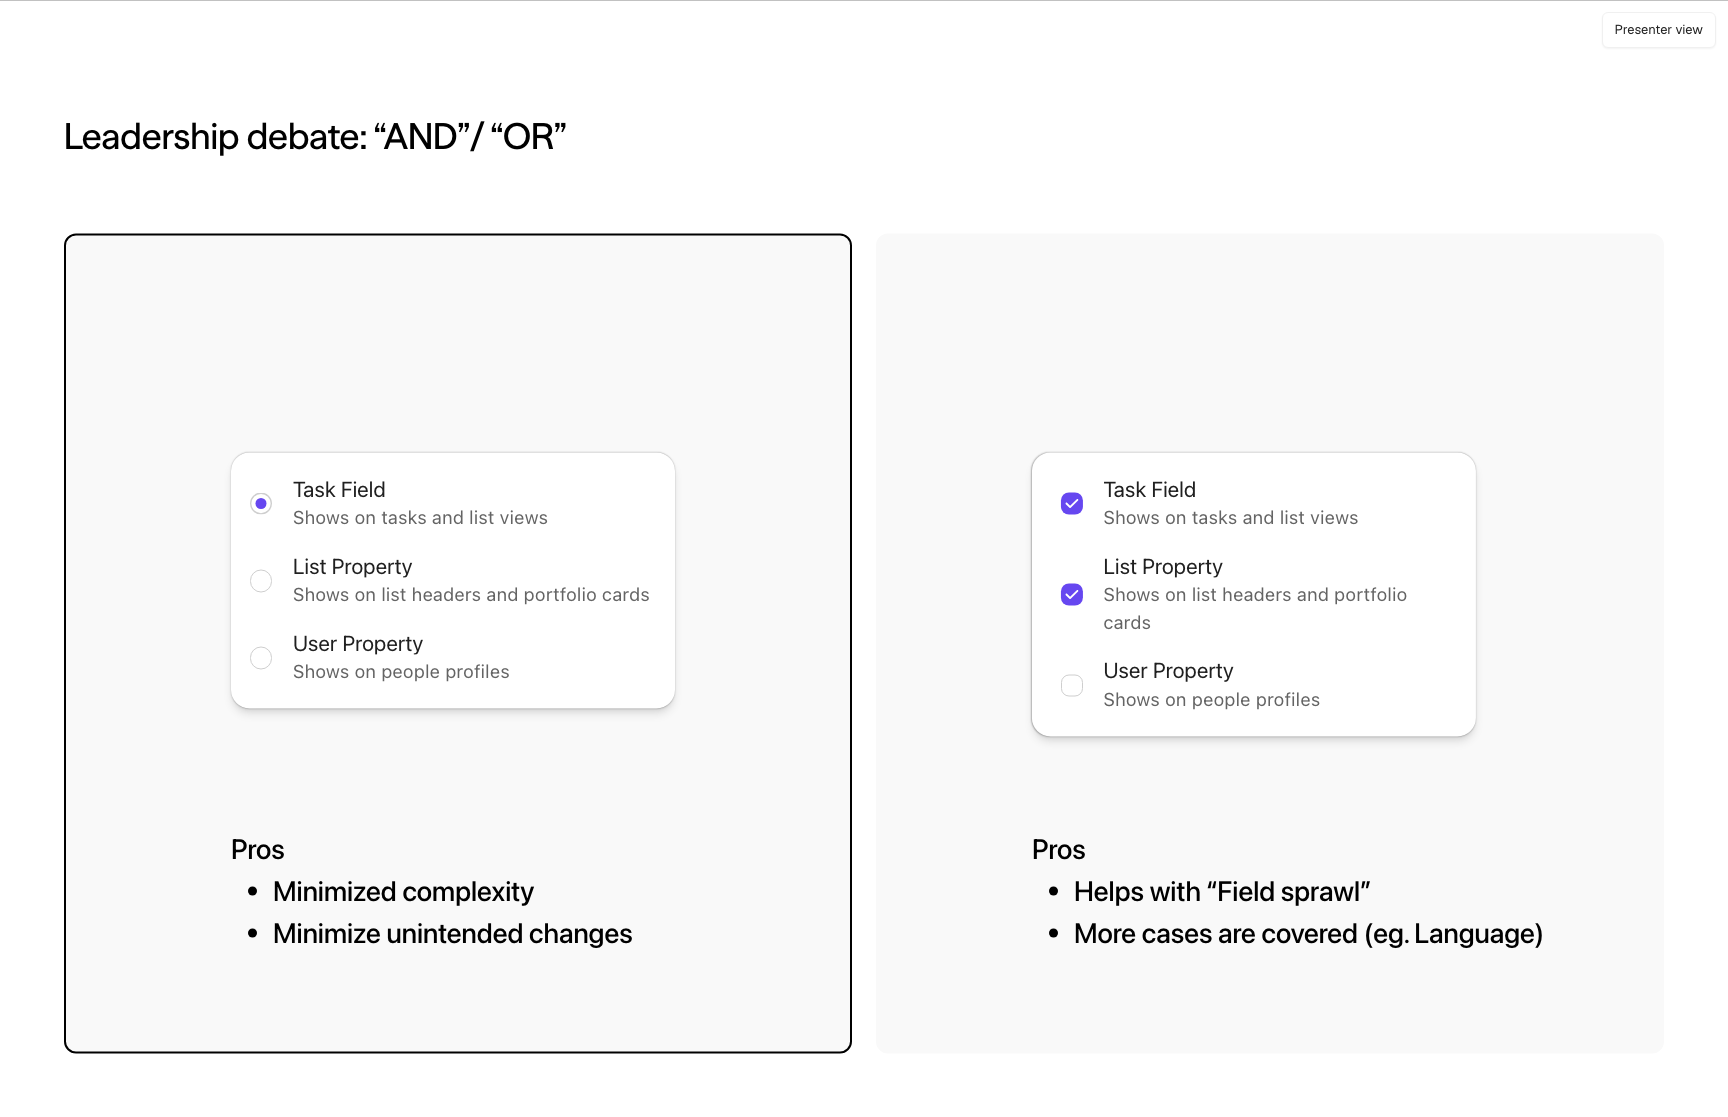 Presenter view
Leadership debate: “AND”/ “OR”
Task Field
Shows on tasks and list views
List Property
Shows on list headers and portfolio cards
User Property
Shows on people profiles
Pros
• Minimized complexity
• Minimize unintended changes
Task Field
Shows on tasks and list views
List Property
Shows on list headers and portfolio
cards
User Property
Shows on people profiles
Pros
• Helps with “Field sprawl”
• More cases are covered (eg. Language)